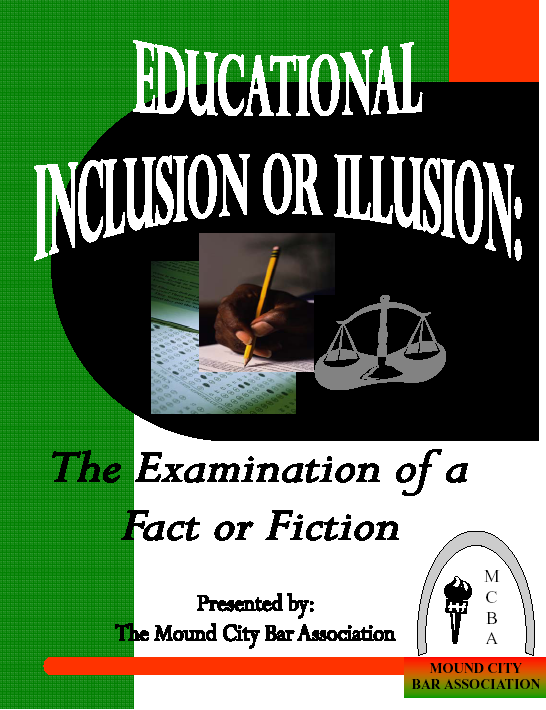 EDUCATIONAL
INCLUSION OR ILLUSION:
The Examination of a
Fact or Fiction
Presented by:
The Mound City Bar Association
M
C
B
A
MOUND CITY
BAR ASSOCIATION